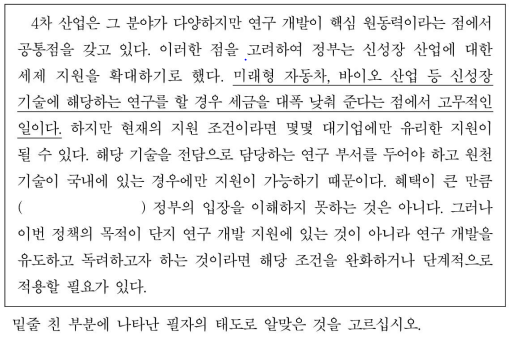 4차 산업은 그 분야가 다양하지만 연구 개발이 핵심 원동력이라는 점에서
공통점을 갖고 있다. 이러한 점을 고려하여 정부는 신성장 산업에 대한
세제 지원을 확대하기로 했다. 미래형 자동차, 바이오 산업 등 신성장
기술에 해당하는 연구를 할 경우 세금을 대폭 낮춰 준다는 점에서 고무적인
일이다. 하지만 현재의 지원 조건이라면 몇몇 대기업에만 유리한 지원이
될 수 있다. 해당 기술을 전담으로 담당하는 연구 부서를 두어야 하고 원천
기술이 국내에 있는 경우에만 지원이 가능하기 때문이다. 혜택이 큰 만큼
( ) 정부의 입장을 이해하지 못하는 것은 아니다. 그러나
이번 정책의 목적이 단지 연구 개발 지원에 있는 것이 아니라 연구 개발을
유도하고 독려하고자 하는 것이라면 해당 조건을 완화하거나 단계적으로
적용할 필요가 있다.
밑줄 친 부분에 나타난 필자의 태도로 알맞은 것을 고르십시오.